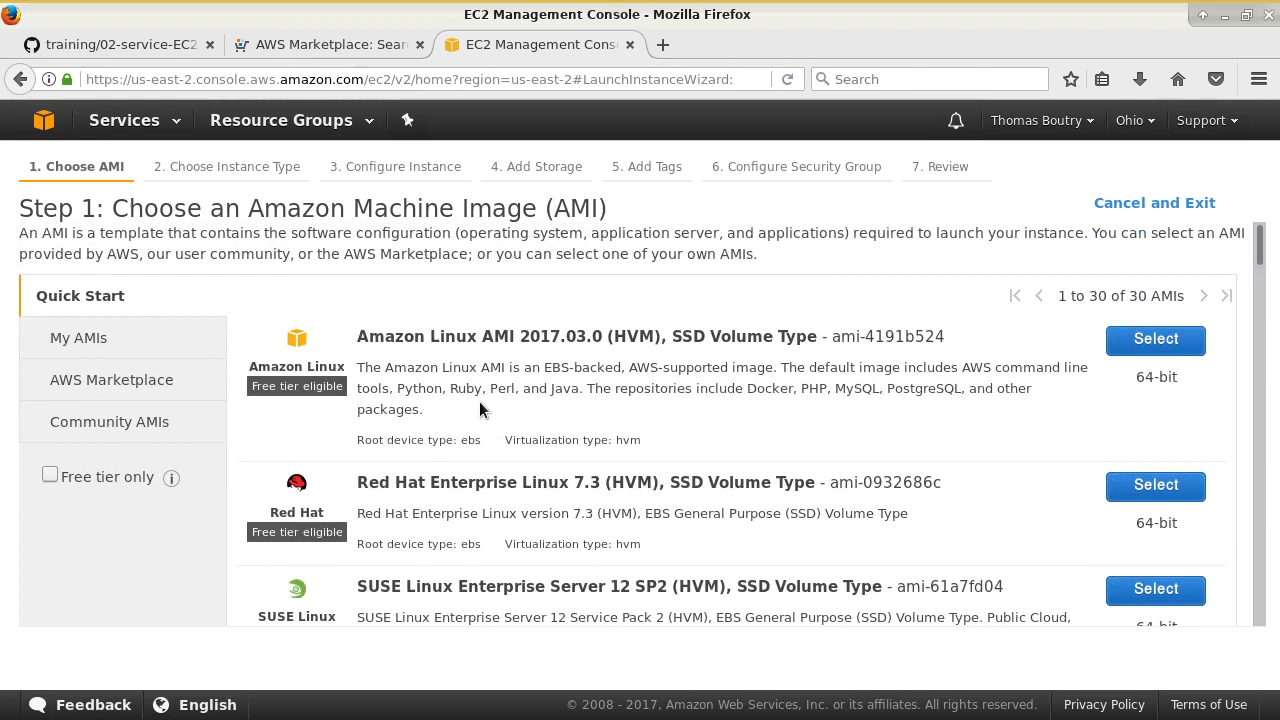 EC2 Management Console - Mozilla Firefox
training/02-service-EC2
AWS Marketplace: Sear
EC2 Management Cons
https://us-east-2.console.aws.amazon.com/ec2/v2/home?region=us-east-2#LaunchInstanceWizard:
Search
Services
Resource Groups
Thomas Boutry
Ohio
Support
1. Choose AMI
2. Choose Instance Type
3. Configure Instance
4. Add Storage
5. Add Tags
6. Configure Security Group
7. Review
Step 1: Choose an Amazon Machine Image (AMI)
Cancel and Exit
An AMI is a template that contains the software configuration (operating system, application server, and applications) required to launch your instance. You can select an AMI
provided by AWS, our user community, or the AWS Marketplace; or you can select one of your own AMIs.
Quick Start
1 to 30 of 30 AMIs
My AMIs
AWS Marketplace
Community AMIs
Free tier only
Amazon Linux
Free tier eligible
Amazon Linux AMI 2017.03.0 (HVM), SSD Volume Type - ami-4191b524
The Amazon Linux AMI is an EBS-backed, AWS-supported image. The default image includes AWS command line
tools, Python, Ruby, Perl, and Java. The repositories include Docker, PHP, MySQL, PostgreSQL, and other
packages.
Root device type: ebs
Virtualization type: hvm
Select
64-bit
Red Hat
Free tier eligible
Red Hat Enterprise Linux 7.3 (HVM), SSD Volume Type - ami-0932686c
Red Hat Enterprise Linux version 7.3 (HVM), EBS General Purpose (SSD) Volume Type
Root device type: ebs
Virtualization type: hvm
Select
64-bit
SUSE Linux
SUSE Linux Enterprise Server 12 SP2 (HVM), SSD Volume Type - ami-61a7fd04
SUSE Linux Enterprise Server 12 Service Pack 2 (HVM), EBS General Purpose (SSD) Volume Type. Public Cloud,
Select
64-bit
Feedback
English
© 2008 - 2017, Amazon Web Services, Inc. or its affiliates. All rights reserved.
Privacy Policy
Terms of Use